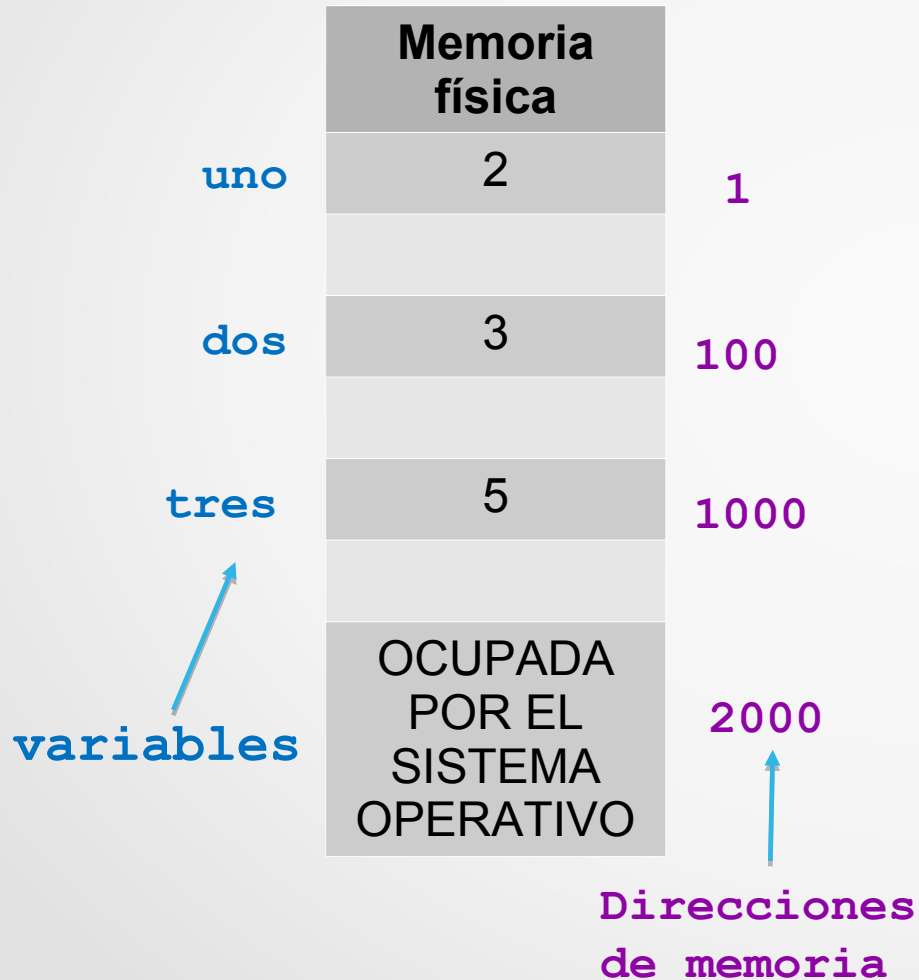 Memoria
física
uno 2 1
dos 3 100
tres 5 1000
OCUPADA
POR EL
SISTEMA
OPERATIVO
2000
variables
Direcciones
de memoria